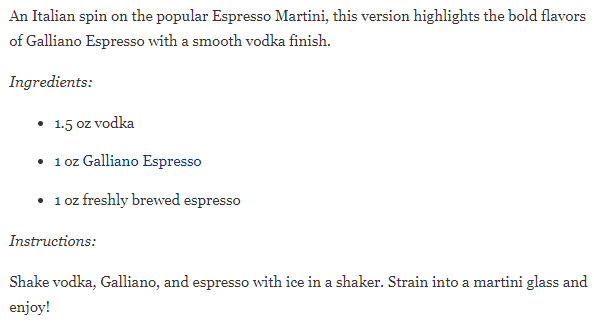 An Italian spin on the popular Espresso Martini, this version highlights the bold flavors
of Galliano Espresso with a smooth vodka finish.
Ingredients:
• 1.5 oz vodka
• 1 oz Galliano Espresso
• 1 oz freshly brewed espresso
Instructions:
Shake vodka, Galliano, and espresso with ice in a shaker. Strain into a martini glass and
enjoy!